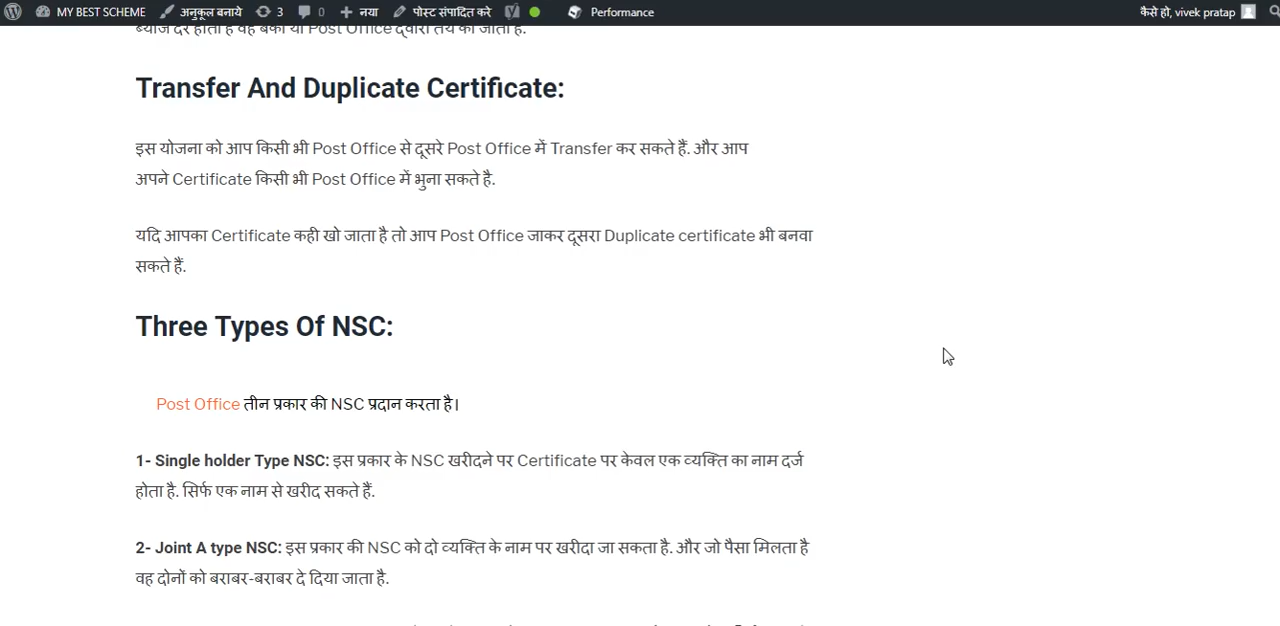 MY BEST SCHEME अनुकूल बनाये 3 0 नया पोस्ट संपादित करे Performance कैसे हो, vivek pratap
ब्याज दर होती है वह बैंकों या Post Office द्वारा तय की जाती है.
Transfer And Duplicate Certificate:
इस योजना को आप किसी भी Post Office से दूसरे Post Office में Transfer कर सकते हैं. और आप
अपने Certificate किसी भी Post Office में भुना सकते है.
यदि आपका Certificate कही खो जाता है तो आप Post Office जाकर दूसरा Duplicate certificate भी बनवा
सकते हैं.
Three Types Of NSC:
Post Office तीन प्रकार की NSC प्रदान करता है।
1- Single holder Type NSC: इस प्रकार के NSC खरीदने पर Certificate पर केवल एक व्यक्ति का नाम दर्ज
होता है. सिर्फ एक नाम से खरीद सकते हैं.
2- Joint A type NSC: इस प्रकार की NSC को दो व्यक्ति के नाम पर खरीदा जा सकता है. और जो पैसा मिलता है
वह दोनों को बराबर-बराबर दे दिया जाता है.